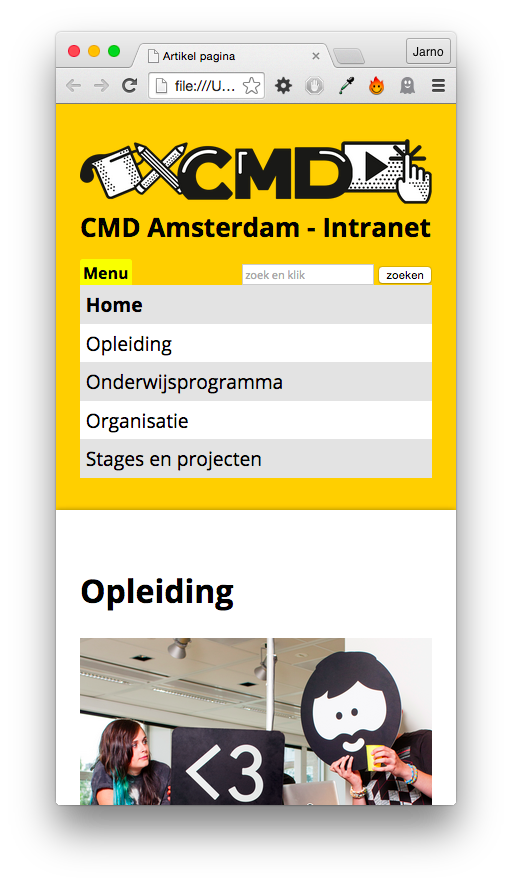 Artikel pagina
Jarno
file:///U...
CMD
CMD Amsterdam - Intranet
Menu
zoek en klik
zoeken
Home
Opleiding
Onderwijsprogramma
Organisatie
Stages en projecten
Opleiding
<3